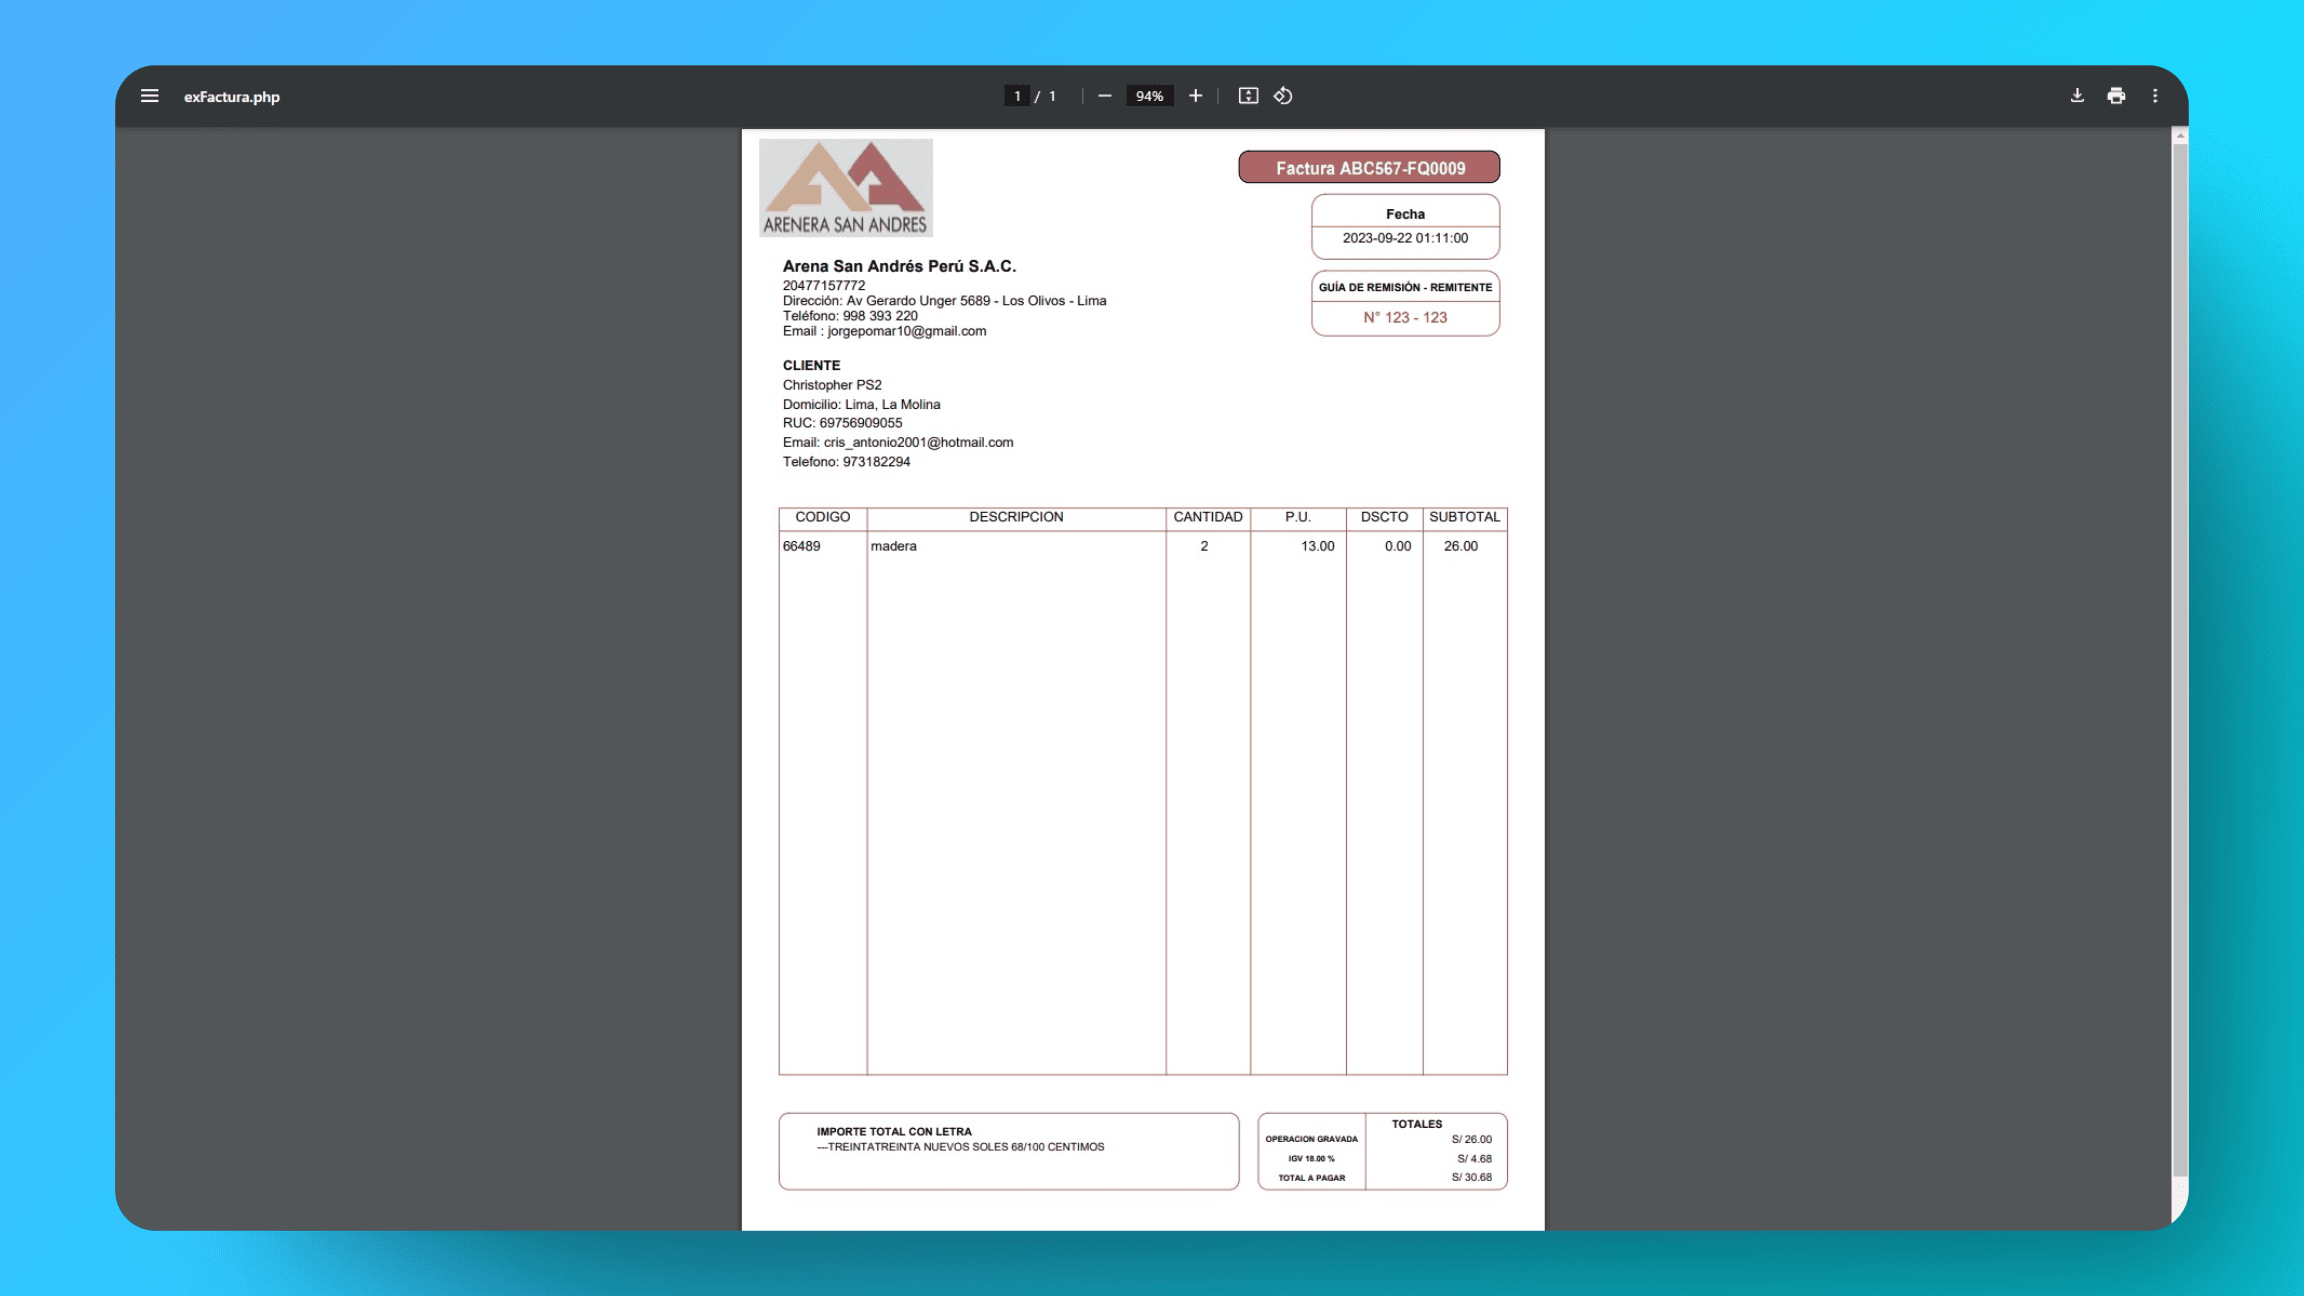 exFactura.php
1 / 1
94%
ARENERA SAN ANDRES
Factura ABC567-FQ0009
Fecha
2023-09-22 01:11:00
GUÍA DE REMISIÓN - REMITENTE
N° 123 - 123
Arena San Andrés Perú S.A.C.
20477157772
Dirección: Av Gerardo Unger 5689 - Los Olivos - Lima
Teléfono: 998 393 220
Email : jorgepomar10@gmail.com
CLIENTE
Christopher PS2
Domicilio: Lima, La Molina
RUC: 69756909055
Email: cris_antonio2001@hotmail.com
Telefono: 973182294
CODIGO DESCRIPCION CANTIDAD P.U. DSCTO SUBTOTAL
66489 madera 2 13.00 0.00 26.00
IMPORTE TOTAL CON LETRA
---TREINTATREINTA NUEVOS SOLES 68/100 CENTIMOS
TOTALES
OPERACION GRAVADA S/ 26.00
IGV 18.00 % S/ 4.68
TOTAL A PAGAR S/ 30.68